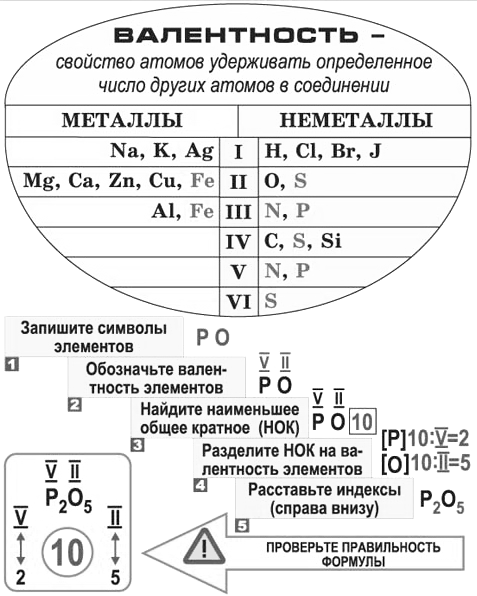 ВАЛЕНТНОСТЬ –
свойство атомов удерживать определенное
число других атомов в соединении
МЕТАЛЛЫ НЕМЕТАЛЛЫ
Na, K, Ag I H, Cl, Br, J
Mg, Ca, Zn, Cu, Fe II O, S
Al, Fe III N, P
IV C, S, Si
V N, P
VI S
Запишите символы
элементов
P O
1
Обозначьте вален-
тность элементов
V II
P O
2
Найдите наименьшее
общее кратное (НОК)
V II
P O 10
3
Разделите НОК на ва-
лентность элементов
[P]10:V=2
[O]10:II=5
4
Расставьте индексы
(справа внизу)
P₂O₅
5
V II
P₂O₅
V II
10
2 5
ПРОВЕРЬТЕ ПРАВИЛЬНОСТЬ
ФОРМУЛЫ
!